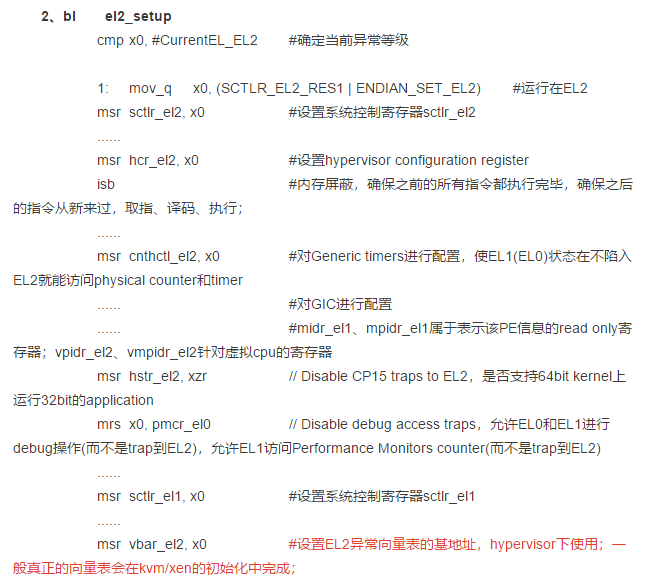 2、bl el2_setup
cmp x0, #CurrentEL_EL2 #确定当前异常等级
1: mov_q x0, (SCTLR_EL2_RES1 | ENDIAN_SET_EL2) #运行在EL2
msr sctlr_el2, x0 #设置系统控制寄存器sctlr_el2
......
msr hcr_el2, x0 #设置hypervisor configuration register
isb #内存屏蔽，确保之前的所有指令都执行完毕，确保之后
的指令从新来过，取指、译码、执行；
......
msr cnthctl_el2, x0 #对Generic timers进行配置，使EL1(EL0)状态在不陷入
EL2就能访问physical counter和timer
...... #对GIC进行配置
...... #midr_el1、mpidr_el1属于表示该PE信息的read only寄
存器；vpidr_el2、vmpidr_el2针对虚拟cpu的寄存器
msr hstr_el2, xzr // Disable CP15 traps to EL2，是否支持64bit kernel上
运行32bit的application
mrs x0, pmcr_el0 // Disable debug access traps，允许EL0和EL1进行
debug操作(而不是trap到EL2)，允许EL1访问Performance Monitors counter(而不是trap到EL2)
......
msr sctlr_el1, x0 #设置系统控制寄存器sctlr_el1
......
msr vbar_el2, x0 #设置EL2异常向量表的基地址，hypervisor下使用；一
般真正的向量表会在kvm/xen的初始化中完成；